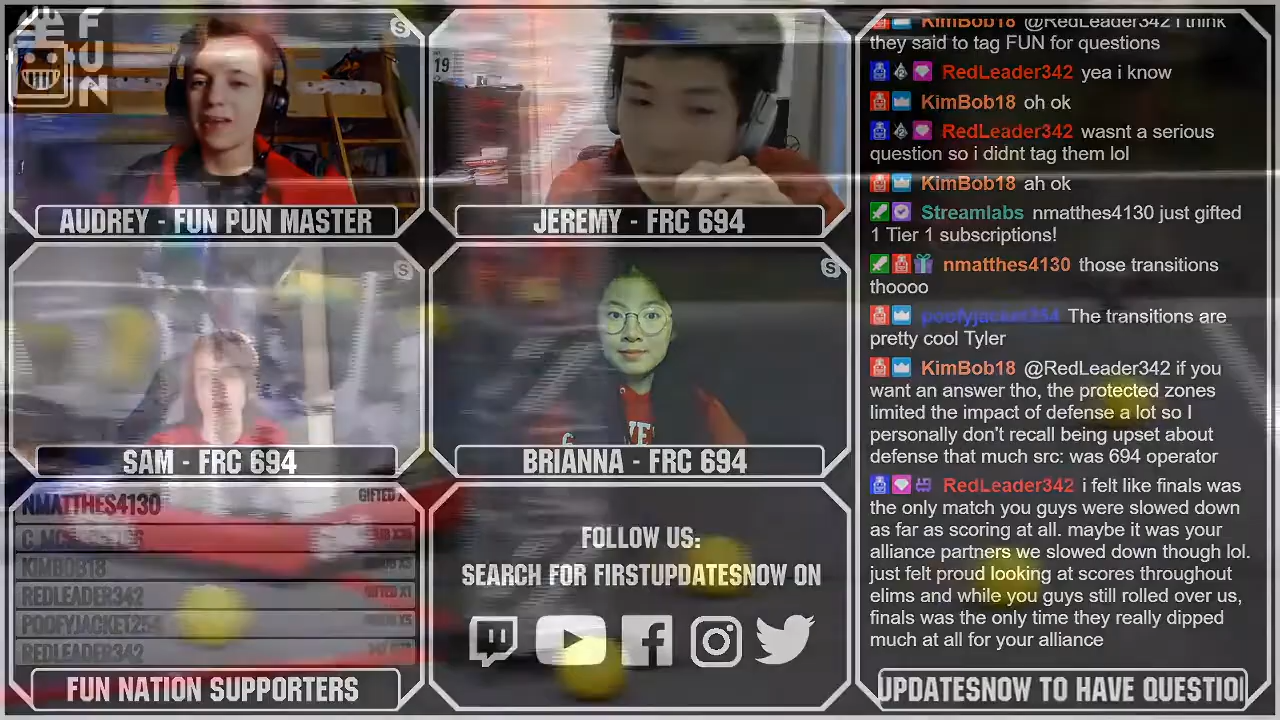 FUN
19
AUDREY - FUN PUN MASTER
JEREMY - FRC 694
SAM - FRC 694
BRIANNA - FRC 694
NMATTHES4130
GIFTED
KIMBOB18
REDLEADER342
GIFTED X1
REDLEADER342
FUN NATION SUPPORTERS
FOLLOW US:
SEARCH FOR FIRSTUPDATESNOW ON
KimBob18 @RedLeader342 I think
they said to tag FUN for questions
RedLeader342 yea i know
KimBob18 oh ok
RedLeader342 wasnt a serious
question so i didnt tag them lol
KimBob18 ah ok
Streamlabs nmatthes4130 just gifted
1 Tier 1 subscriptions!
nmatthes4130 those transitions
thoooo
poofyjacket254 The transitions are
pretty cool Tyler
KimBob18 @RedLeader342 if you
want an answer tho, the protected zones
limited the impact of defense a lot so I
personally don't recall being upset about
defense that much src: was 694 operator
RedLeader342 i felt like finals was
the only match you guys were slowed down
as far as scoring at all. maybe it was your
alliance partners we slowed down though lol.
just felt proud looking at scores throughout
elims and while you guys still rolled over us,
finals was the only time they really dipped
much at all for your alliance
UPDATESNOW TO HAVE QUESTIO